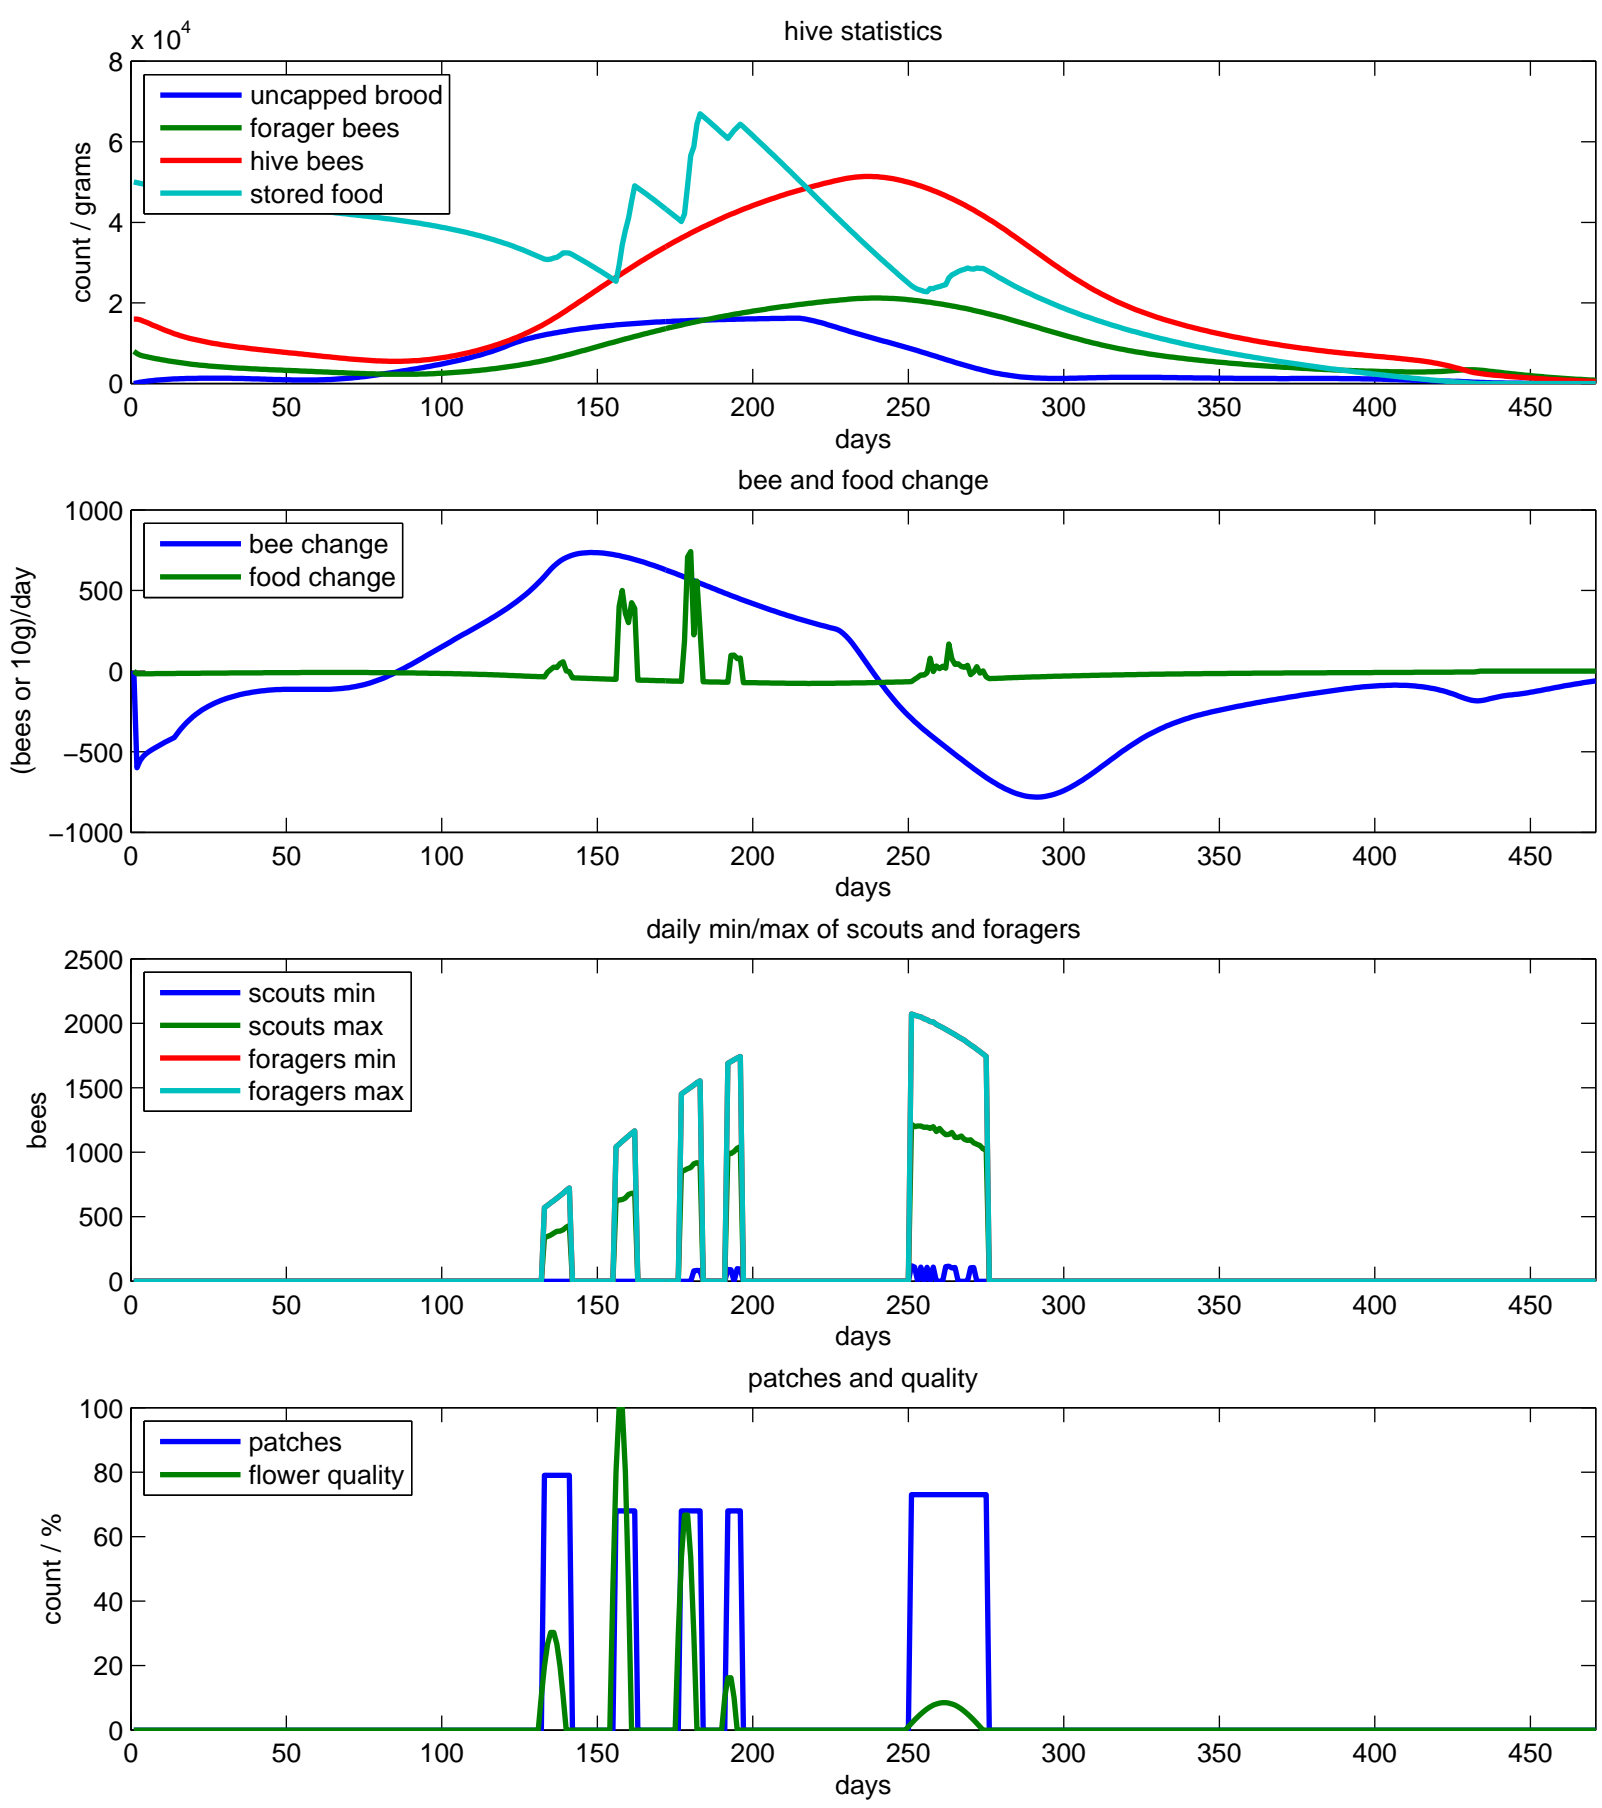 hive statistics
x 10^4
8
6
4
2
0
count / grams
uncapped brood
forager bees
hive bees
stored food
0 50 100 150 200 250 300 350 400 450
days
bee and food change
1000
500
0
−500
−1000
(bees or 10g)/day
bee change
food change
0 50 100 150 200 250 300 350 400 450
days
daily min/max of scouts and foragers
2500
2000
1500
1000
500
0
bees
scouts min
scouts max
foragers min
foragers max
0 50 100 150 200 250 300 350 400 450
days
patches and quality
100
80
60
40
20
0
count / %
patches
flower quality
0 50 100 150 200 250 300 350 400 450
days